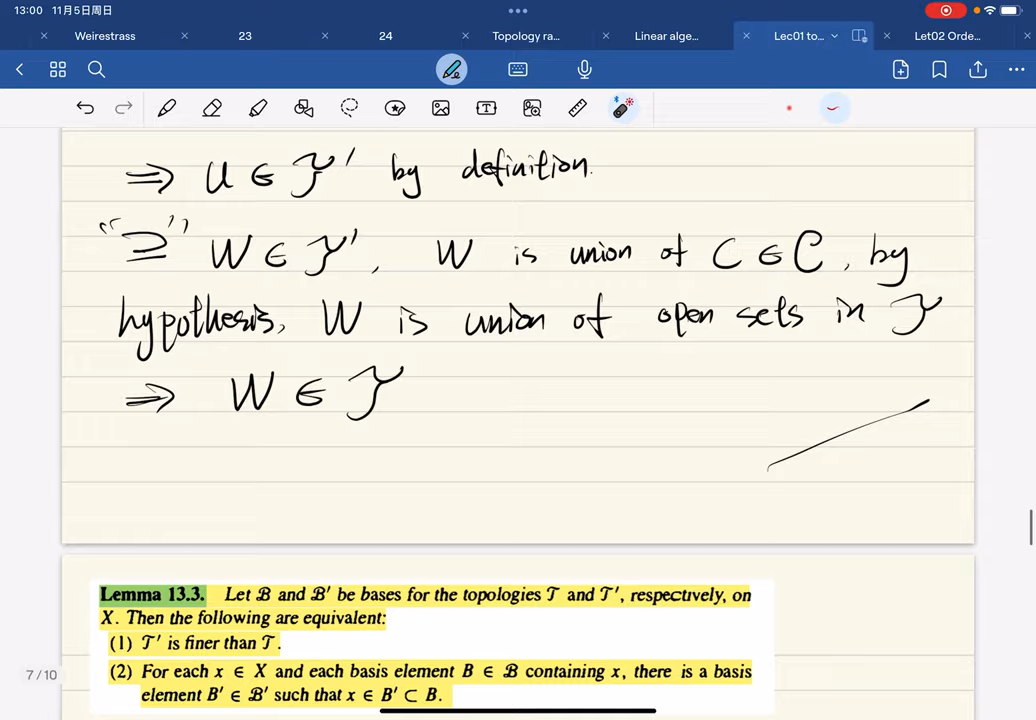 13:00 11月5日周日
Weirestrass 23 24 Topology ra... Linear alge... Lec01 to... Let02 Orde...
⇒ U ∈ 𝒯′ by definition.
"⊇" W ∈ 𝒯′, W is union of C ∈ 𝒞, by
hypothesis, W is union of open sets in 𝒯
⇒ W ∈ 𝒯
Lemma 13.3. Let ℬ and ℬ′ be bases for the topologies 𝒯 and 𝒯′, respectively, on
X. Then the following are equivalent:
(1) 𝒯′ is finer than 𝒯.
(2) For each x ∈ X and each basis element B ∈ ℬ containing x, there is a basis
element B′ ∈ ℬ′ such that x ∈ B′ ⊂ B.
7/10